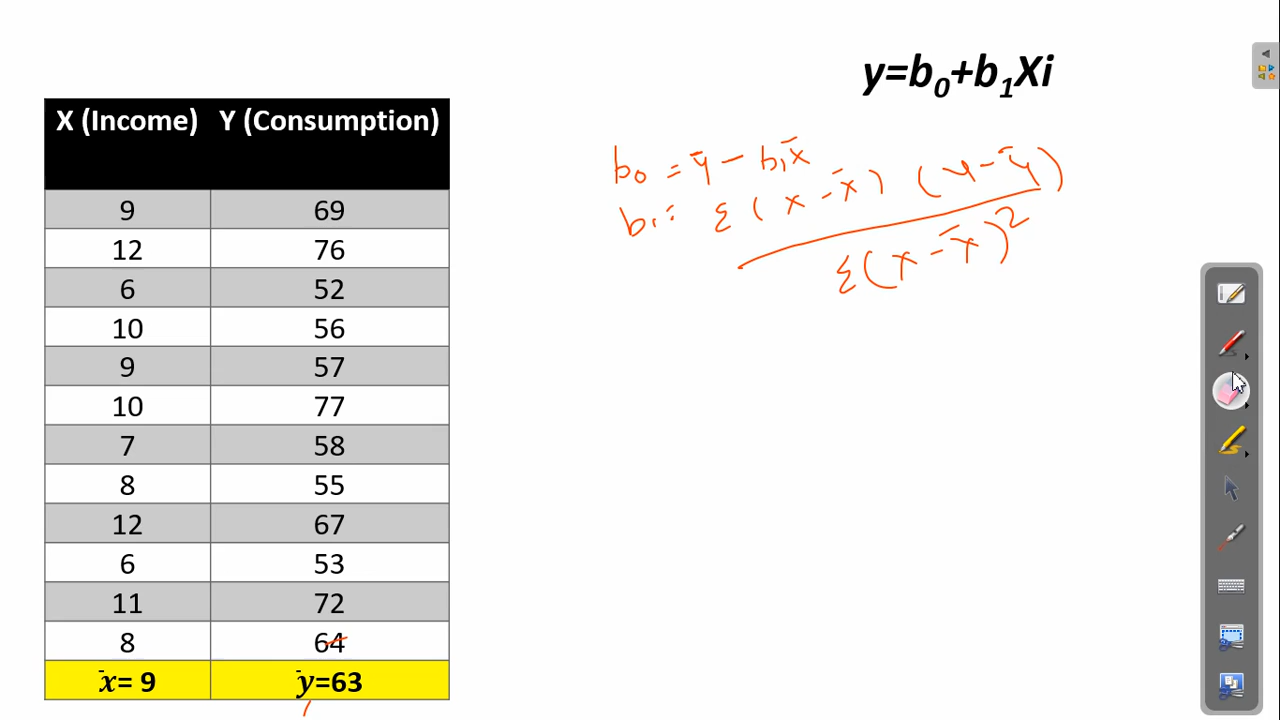 y=b0+b1Xi
X (Income) Y (Consumption)
9 69
12 76
6 52
10 56
9 57
10 77
7 58
8 55
12 67
6 53
11 72
8 64
x̄= 9 ȳ=63
b0 = ȳ - b1x̄
b1 = Σ(x - x̄) (y - ȳ)
Σ(x - x̄)²